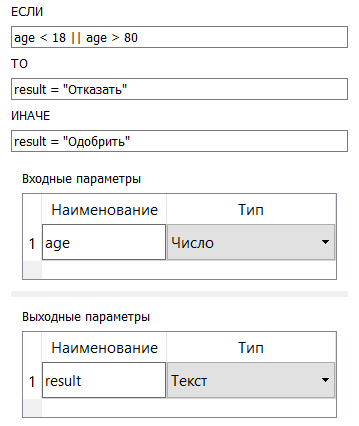 ЕСЛИ
age < 18 || age > 80
ТО
result = "Отказать"
ИНАЧЕ
result = "Одобрить"
Входные параметры
Наименование Тип
1 age Число
Выходные параметры
Наименование Тип
1 result Текст